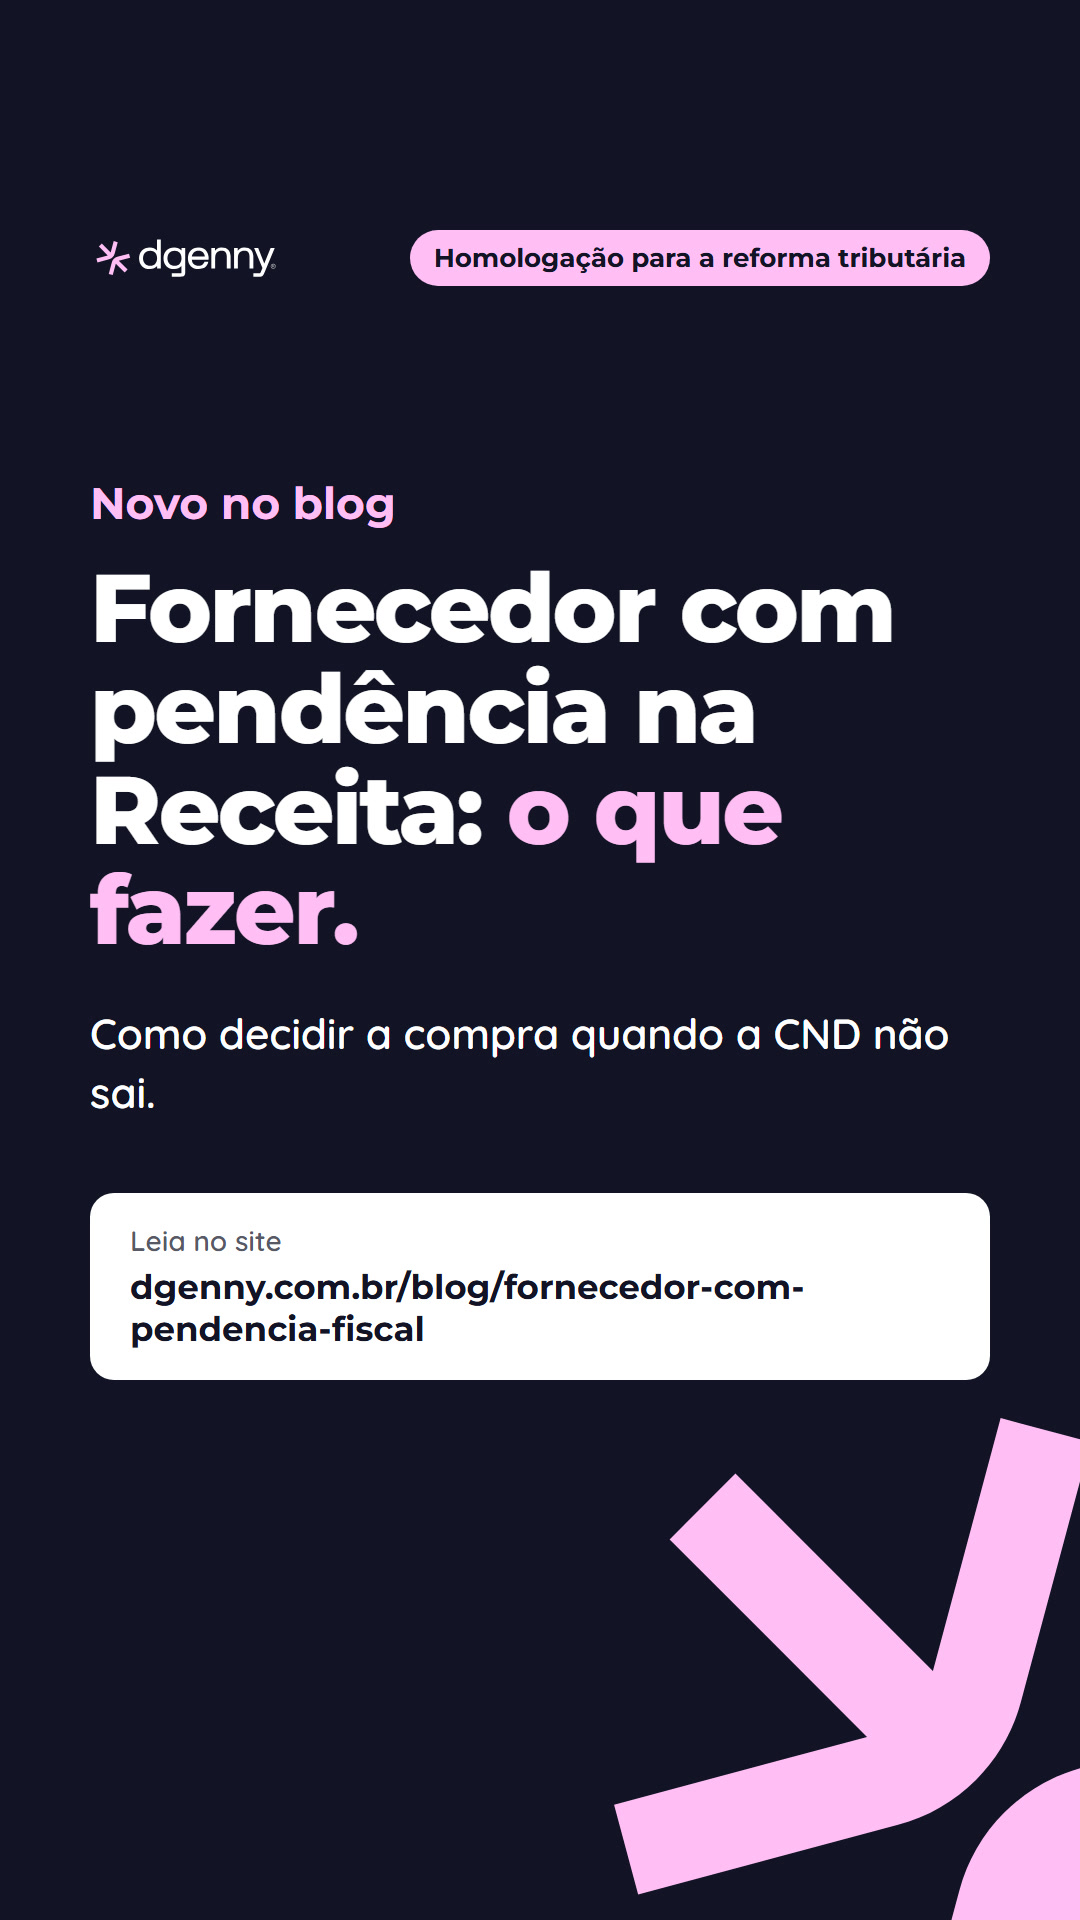 dgenny
Homologação para a reforma tributária
Novo no blog
Fornecedor com
pendência na
Receita: o que
fazer.
Como decidir a compra quando a CND não
sai.
Leia no site
dgenny.com.br/blog/fornecedor-com-
pendencia-fiscal